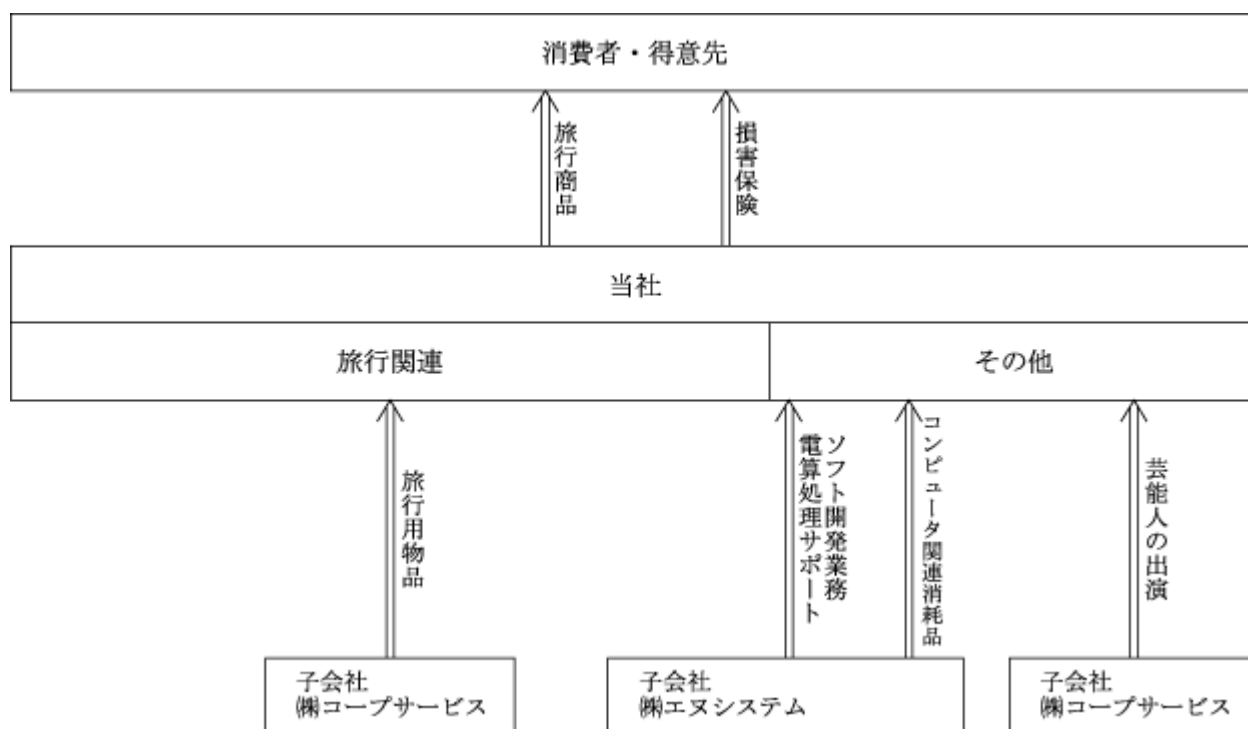 消費者・得意先
旅行商品
損害保険
当社
旅行関連
その他
旅行用物品
ソフト開発業務
電算処理サポート
コンピュータ関連消耗品
芸能人の出演
子会社
㈱コープサービス
子会社
㈱エヌシステム
子会社
㈱コープサービス